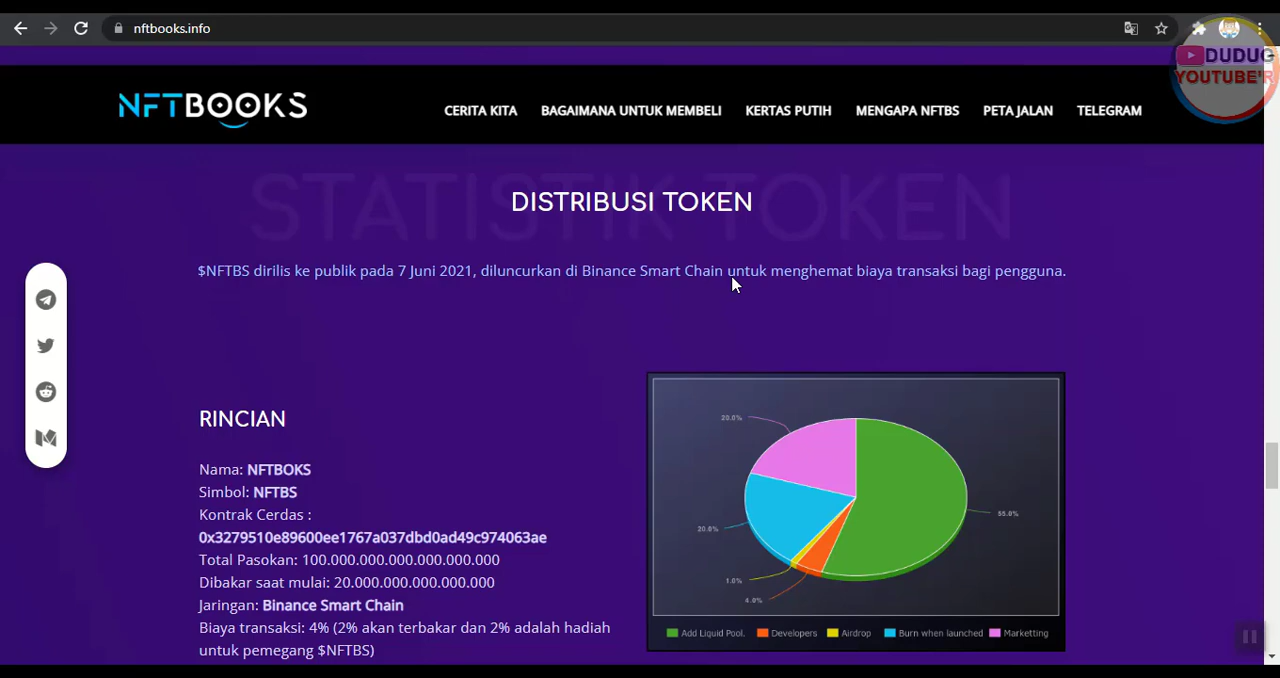 nftbooks.info
DUDUG
YOUTUBE'R
NFTBOOKS
CERITA KITA BAGAIMANA UNTUK MEMBELI KERTAS PUTIH MENGAPA NFTBS PETA JALAN TELEGRAM
STATISTIK TOKEN
DISTRIBUSI TOKEN
$NFTBS dirilis ke publik pada 7 Juni 2021, diluncurkan di Binance Smart Chain untuk menghemat biaya transaksi bagi pengguna.
RINCIAN
Nama: NFTBOKS
Simbol: NFTBS
Kontrak Cerdas :
0x3279510e89600ee1767a037dbd0ad49c974063ae
Total Pasokan: 100.000.000.000.000.000.000
Dibakar saat mulai: 20.000.000.000.000.000
Jaringan: Binance Smart Chain
Biaya transaksi: 4% (2% akan terbakar dan 2% adalah hadiah
untuk pemegang $NFTBS)
20.0%
55.0%
20.0%
1.0%
4.0%
Add Liquid Pool. Developers Airdrop Burn when launched Marketting